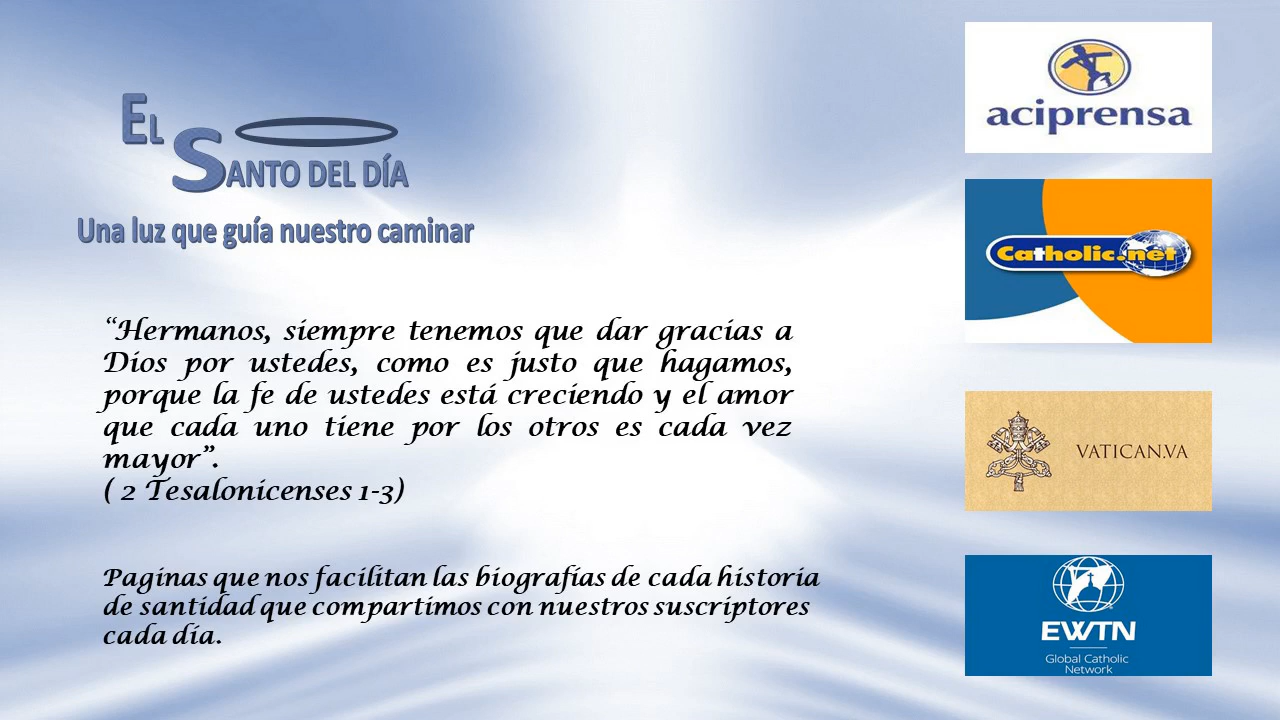 EL
SANTO DEL DÍA
Una luz que guía nuestro caminar
“Hermanos, siempre tenemos que dar gracias a
Dios por ustedes, como es justo que hagamos,
porque la fe de ustedes está creciendo y el amor
que cada uno tiene por los otros es cada vez
mayor”.
( 2 Tesalonicenses 1-3)
Paginas que nos facilitan las biografías de cada historia
de santidad que compartimos con nuestros suscriptores
cada día.
aciprensa
Catholic.net
VATICAN.VA
EWTN
Global Catholic
Network